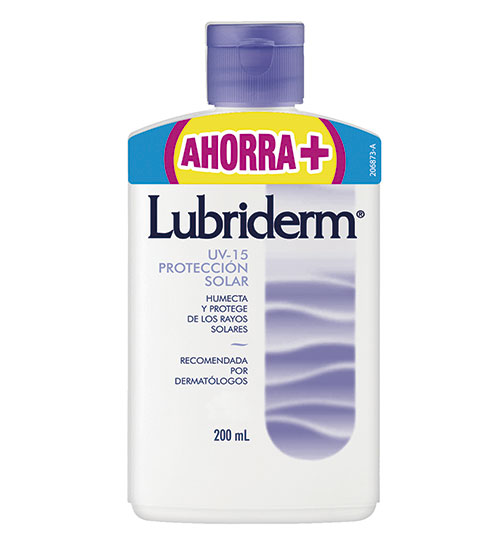 AHORRA+
206873-A
Lubriderm®
UV-15
PROTECCIÓN
SOLAR
HUMECTA
Y PROTEGE
DE LOS RAYOS
SOLARES
RECOMENDADA
POR
DERMATÓLOGOS
200 mL